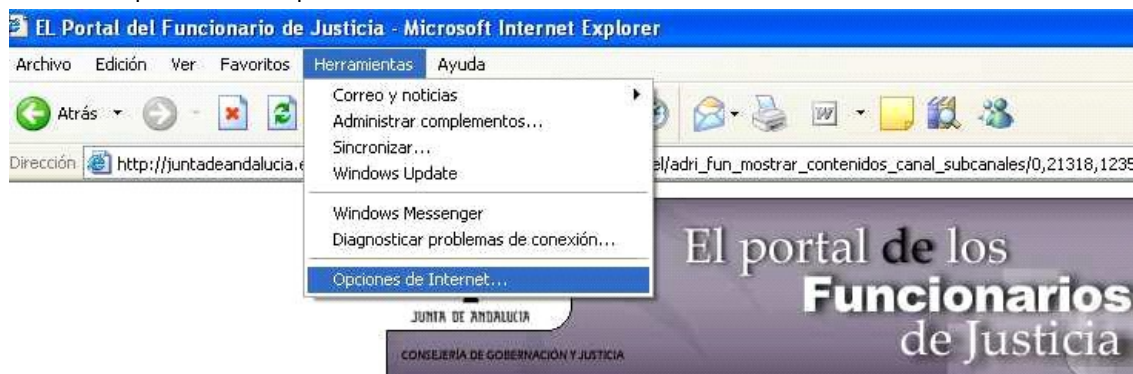 EL Portal del Funcionario de Justicia - Microsoft Internet Explorer
Archivo Edición Ver Favoritos Herramientas Ayuda
Correo y noticias
Administrar complementos...
Sincronizar...
Windows Update
Windows Messenger
Diagnosticar problemas de conexión...
Opciones de Internet...
Atrás
W
Dirección http://juntadeandalucia.e el/adri_fun_mostrar_contenidos_canal_subcanales/0,21318,1235
El portal de los
Funcionarios
de Justicia
JUNTA DE ANDALUCIA
CONSEJERÍA DE GOBERNACIÓN Y JUSTICIA